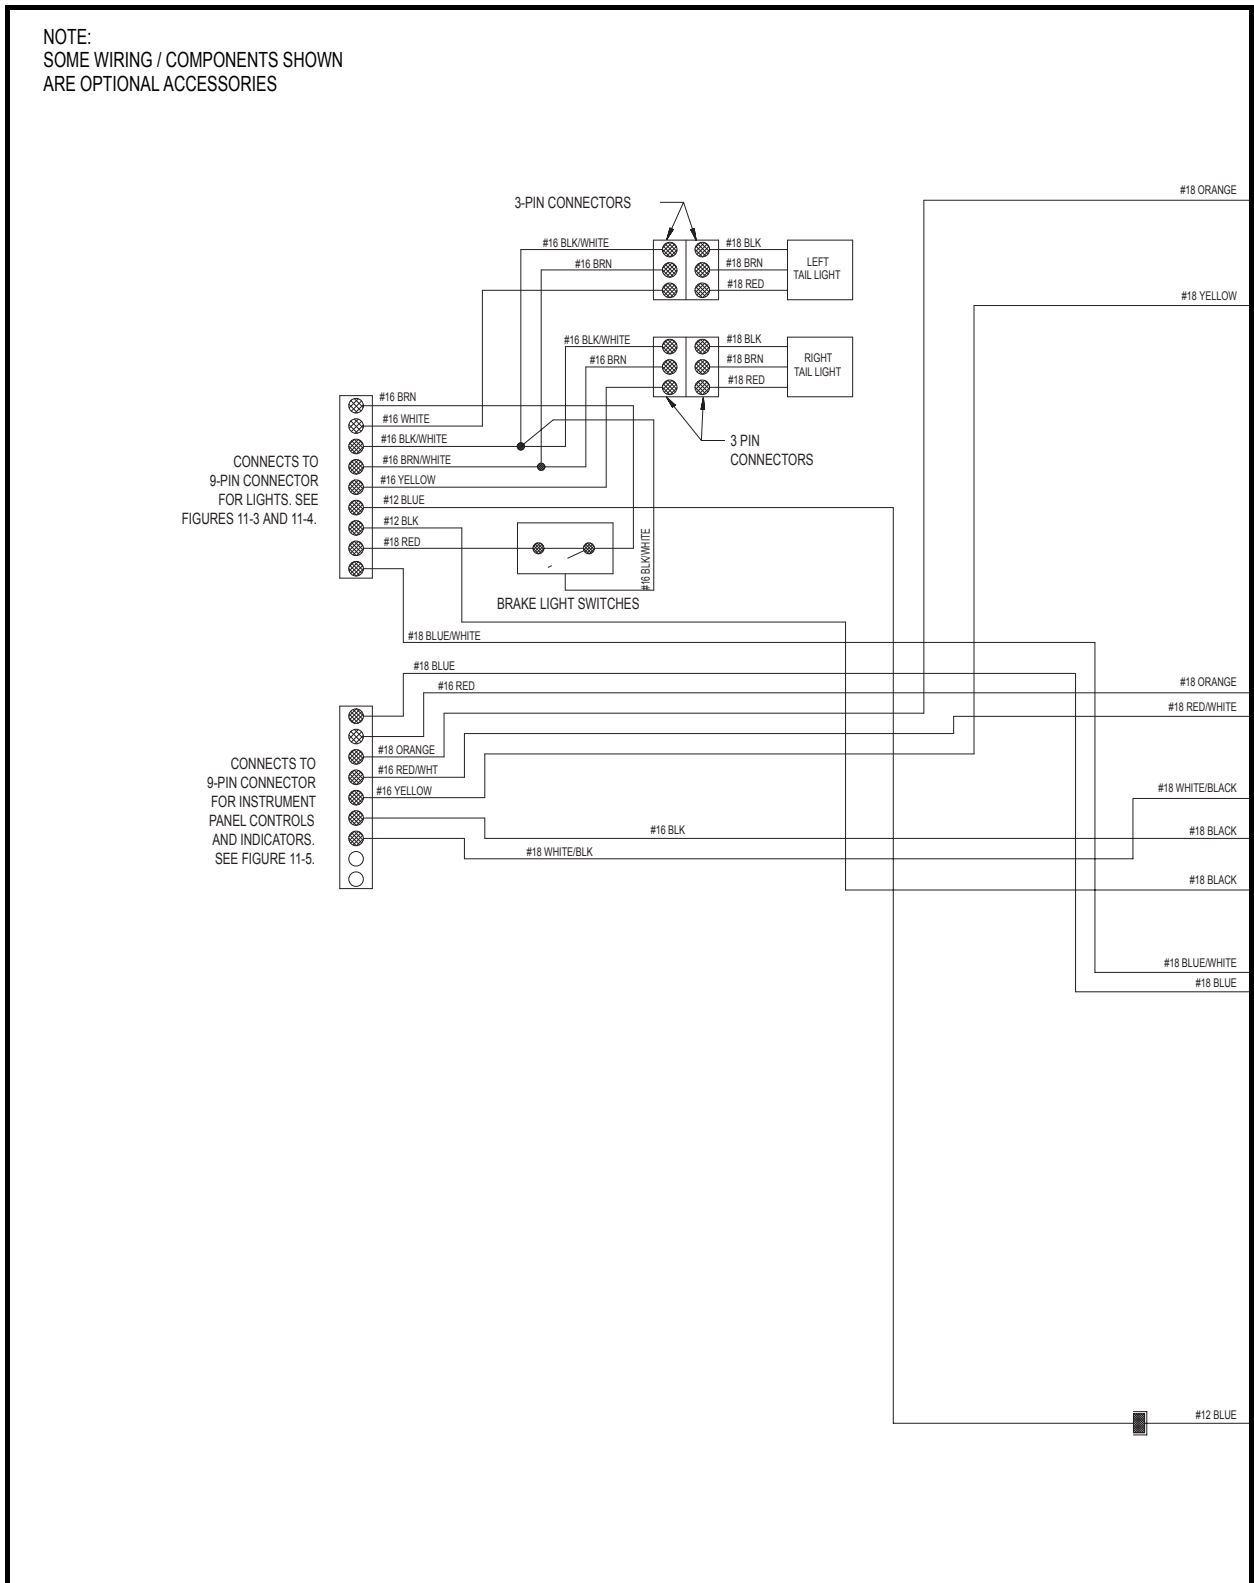 NOTE:
SOME WIRING / COMPONENTS SHOWN
ARE OPTIONAL ACCESSORIES
#18 ORANGE
3-PIN CONNECTORS
#16 BLK/WHITE
#16 BRN
#18 BLK
#18 BRN
#18 RED
LEFT
TAIL LIGHT
#18 YELLOW
#16 BLK/WHITE
#16 BRN
#18 BLK
#18 BRN
#18 RED
RIGHT
TAIL LIGHT
3 PIN
CONNECTORS
#16 BRN
#16 WHITE
#16 BLK/WHITE
#16 BRN/WHITE
#16 YELLOW
#12 BLUE
#12 BLK
#18 RED
CONNECTS TO
9-PIN CONNECTOR
FOR LIGHTS. SEE
FIGURES 11-3 AND 11-4.
#16 BLK/WHITE
BRAKE LIGHT SWITCHES
#18 BLUE/WHITE
#18 BLUE
#16 RED
#18 ORANGE
#18 RED/WHITE
#18 ORANGE
#16 RED/WHT
#16 YELLOW
CONNECTS TO
9-PIN CONNECTOR
FOR INSTRUMENT
PANEL CONTROLS
AND INDICATORS.
SEE FIGURE 11-5.
#16 BLK
#18 WHITE/BLK
#18 WHITE/BLACK
#18 BLACK
#18 BLACK
#18 BLUE/WHITE
#18 BLUE
#12 BLUE